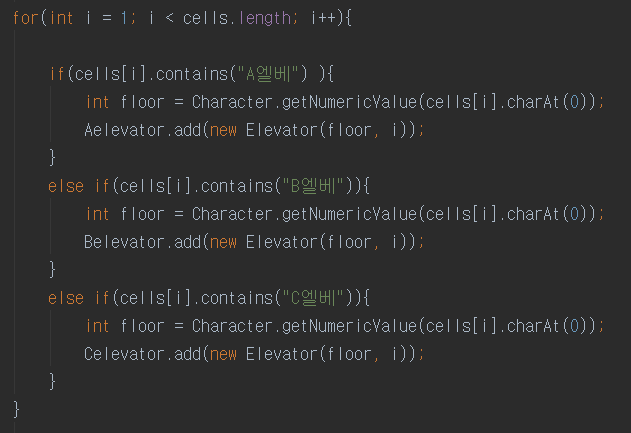 for(int i = 1; i < cells.length; i++){
if(cells[i].contains("A엘베") ){
int floor = Character.getNumericValue(cells[i].charAt(0));
Aelevator.add(new Elevator(floor, i));
}
else if(cells[i].contains("B엘베")){
int floor = Character.getNumericValue(cells[i].charAt(0));
Belevator.add(new Elevator(floor, i));
}
else if(cells[i].contains("C엘베")){
int floor = Character.getNumericValue(cells[i].charAt(0));
Celevator.add(new Elevator(floor, i));
}
}